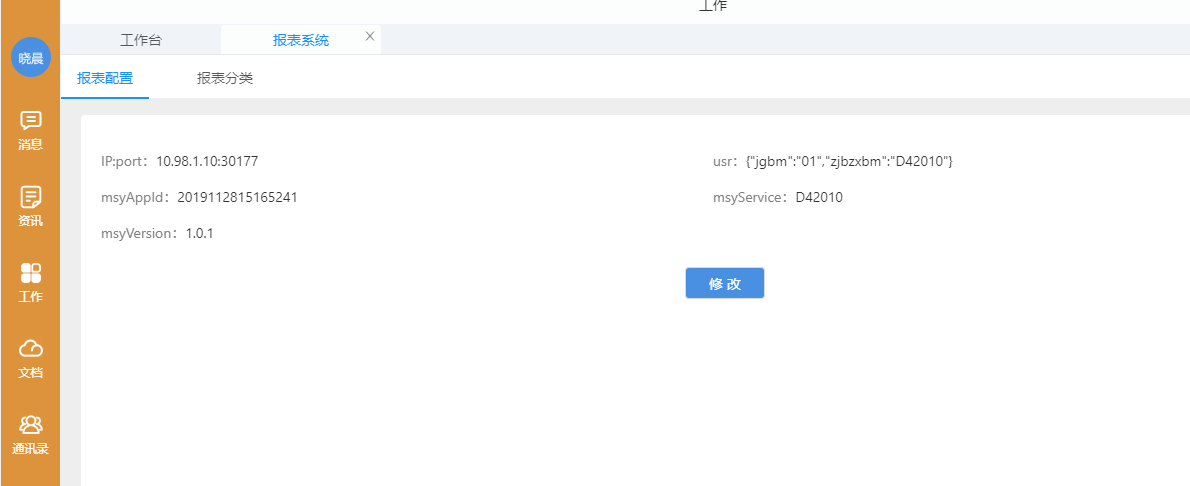 工作
工作台
报表系统
晓晨
报表配置
报表分类
消息
资讯
工作
文档
通讯录
IP:port：10.98.1.10:30177
usr：{"jgbm":"01","zjbzxbm":"D42010"}
msyAppId：2019112815165241
msyService：D42010
msyVersion：1.0.1
修 改